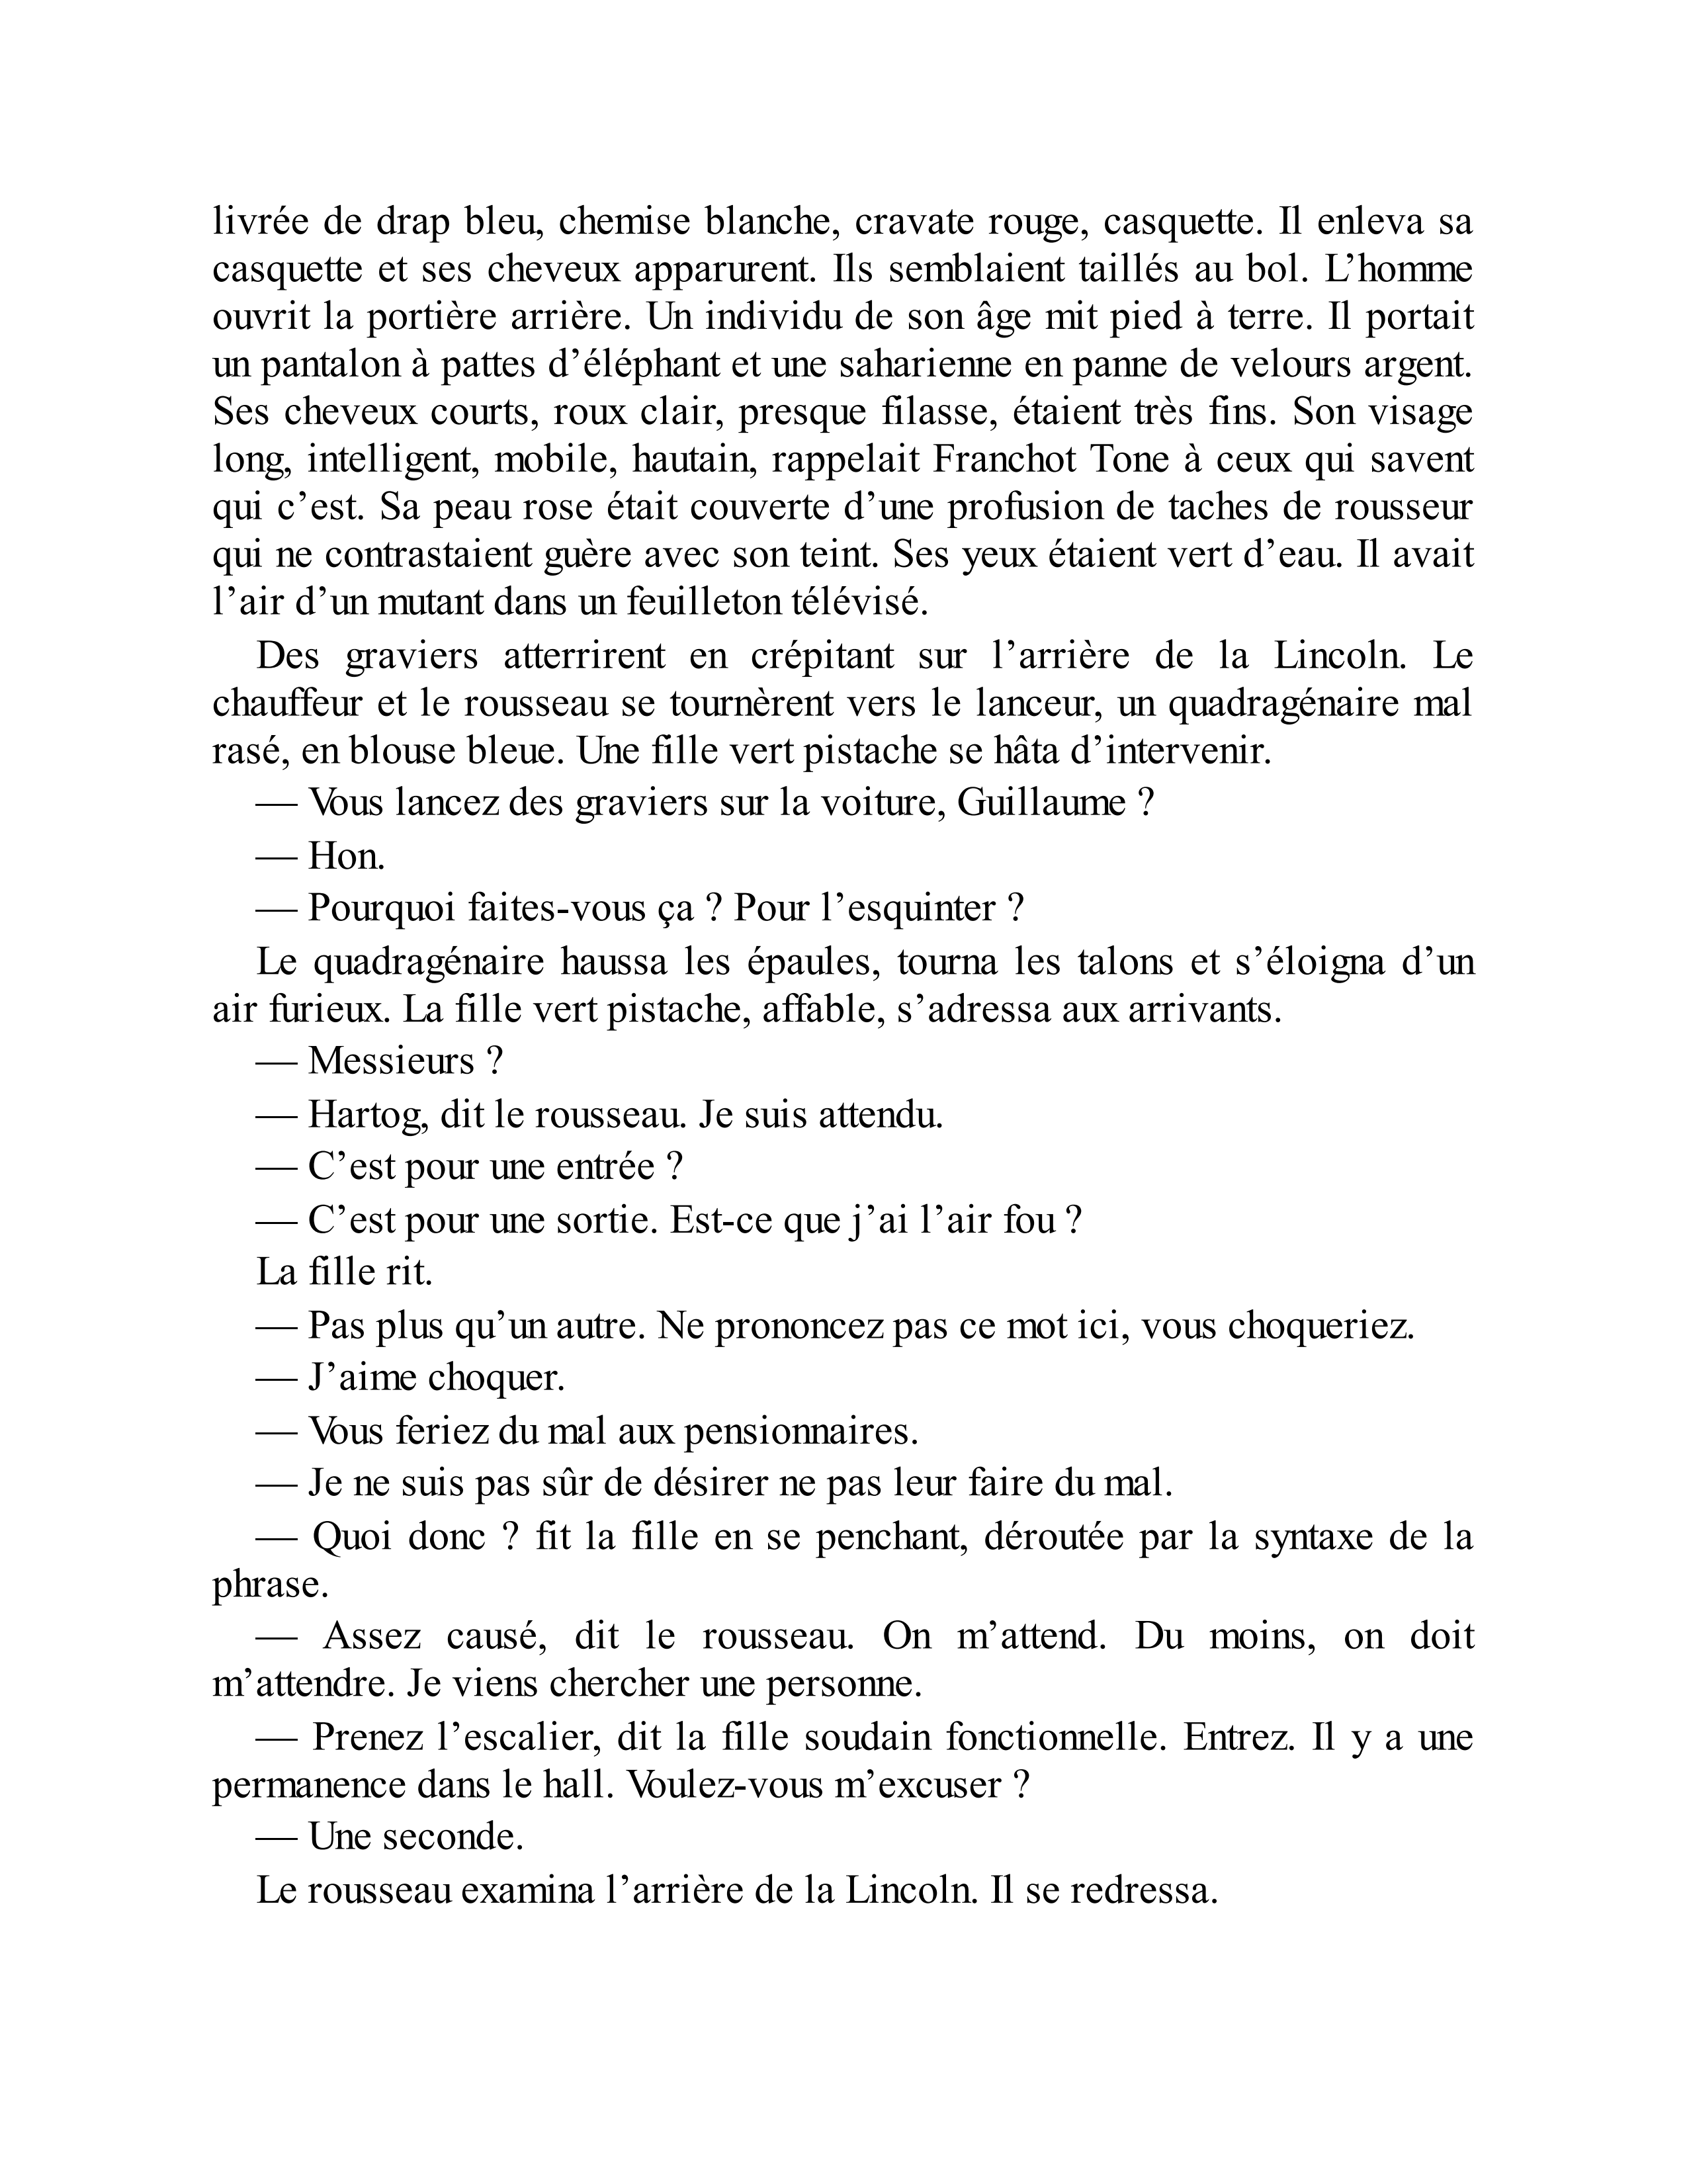 livrée de drap bleu, chemise blanche, cravate rouge, casquette. Il enleva sa
casquette et ses cheveux apparurent. Ils semblaient taillés au bol. L’homme
ouvrit la portière arrière. Un individu de son âge mit pied à terre. Il portait
un pantalon à pattes d’éléphant et une saharienne en panne de velours argent.
Ses cheveux courts, roux clair, presque filasse, étaient très fins. Son visage
long, intelligent, mobile, hautain, rappelait Franchot Tone à ceux qui savent
qui c’est. Sa peau rose était couverte d’une profusion de taches de rousseur
qui ne contrastaient guère avec son teint. Ses yeux étaient vert d’eau. Il avait
l’air d’un mutant dans un feuilleton télévisé.
Des graviers atterrirent en crépitant sur l’arrière de la Lincoln. Le
chauffeur et le rousseau se tournèrent vers le lanceur, un quadragénaire mal
rasé, en blouse bleue. Une fille vert pistache se hâta d’intervenir.
— Vous lancez des graviers sur la voiture, Guillaume ?
— Hon.
— Pourquoi faites-vous ça ? Pour l’esquinter ?
Le quadragénaire haussa les épaules, tourna les talons et s’éloigna d’un
air furieux. La fille vert pistache, affable, s’adressa aux arrivants.
— Messieurs ?
— Hartog, dit le rousseau. Je suis attendu.
— C’est pour une entrée ?
— C’est pour une sortie. Est-ce que j’ai l’air fou ?
La fille rit.
— Pas plus qu’un autre. Ne prononcez pas ce mot ici, vous choqueriez.
— J’aime choquer.
— Vous feriez du mal aux pensionnaires.
— Je ne suis pas sûr de désirer ne pas leur faire du mal.
— Quoi donc ? fit la fille en se penchant, déroutée par la syntaxe de la
phrase.
— Assez causé, dit le rousseau. On m’attend. Du moins, on doit
m’attendre. Je viens chercher une personne.
— Prenez l’escalier, dit la fille soudain fonctionnelle. Entrez. Il y a une
permanence dans le hall. Voulez-vous m’excuser ?
— Une seconde.
Le rousseau examina l’arrière de la Lincoln. Il se redressa.